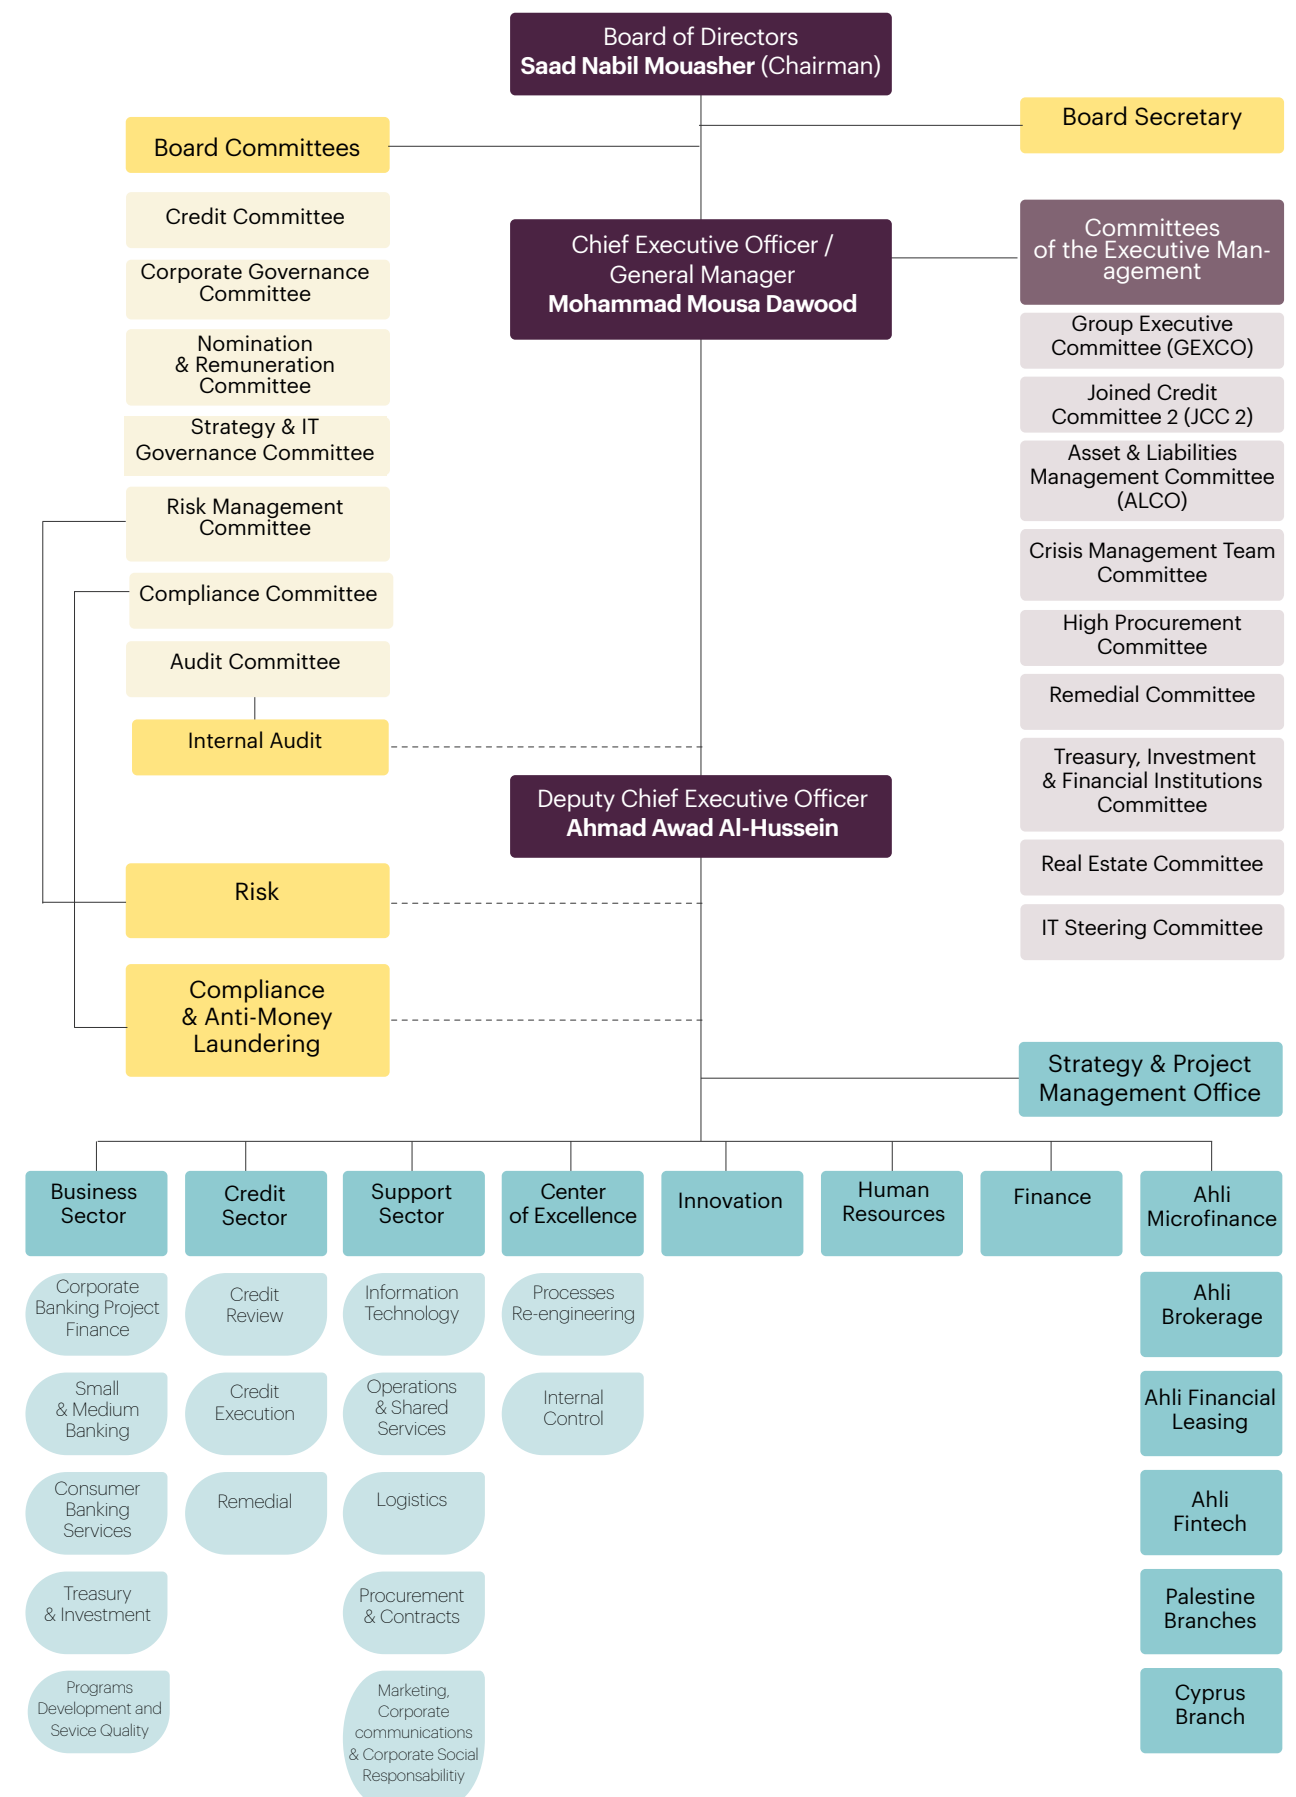 Board of Directors
Saad Nabil Mouasher (Chairman)
Board Secretary
Board Committees
Credit Committee
Corporate Governance
Committee
Nomination
& Remuneration
Committee
Strategy & IT
Governance Committee
Risk Management
Committee
Compliance Committee
Audit Committee
Internal Audit
Risk
Compliance
& Anti-Money
Laundering
Chief Executive Officer /
General Manager
Mohammad Mousa Dawood
Committees
of the Executive Man-
agement
Group Executive
Committee (GEXCO)
Joined Credit
Committee 2 (JCC 2)
Asset & Liabilities
Management Committee
(ALCO)
Crisis Management Team
Committee
High Procurement
Committee
Remedial Committee
Treasury, Investment
& Financial Institutions
Committee
Real Estate Committee
IT Steering Committee
Deputy Chief Executive Officer
Ahmad Awad Al-Hussein
Strategy & Project
Management Office
Business
Sector
Corporate
Banking Project
Finance
Small
& Medium
Banking
Consumer
Banking
Services
Treasury
& Investment
Programs
Development and
Sevice Quality
Credit
Sector
Credit
Review
Credit
Execution
Remedial
Support
Sector
Information
Technology
Operations
& Shared
Services
Logistics
Procurement
& Contracts
Marketing,
Corporate
communications
& Corporate Social
Responsabilitiy
Center
of Excellence
Processes
Re-engineering
Internal
Control
Innovation
Human
Resources
Finance
Ahli
Microfinance
Ahli
Brokerage
Ahli Financial
Leasing
Ahli
Fintech
Palestine
Branches
Cyprus
Branch